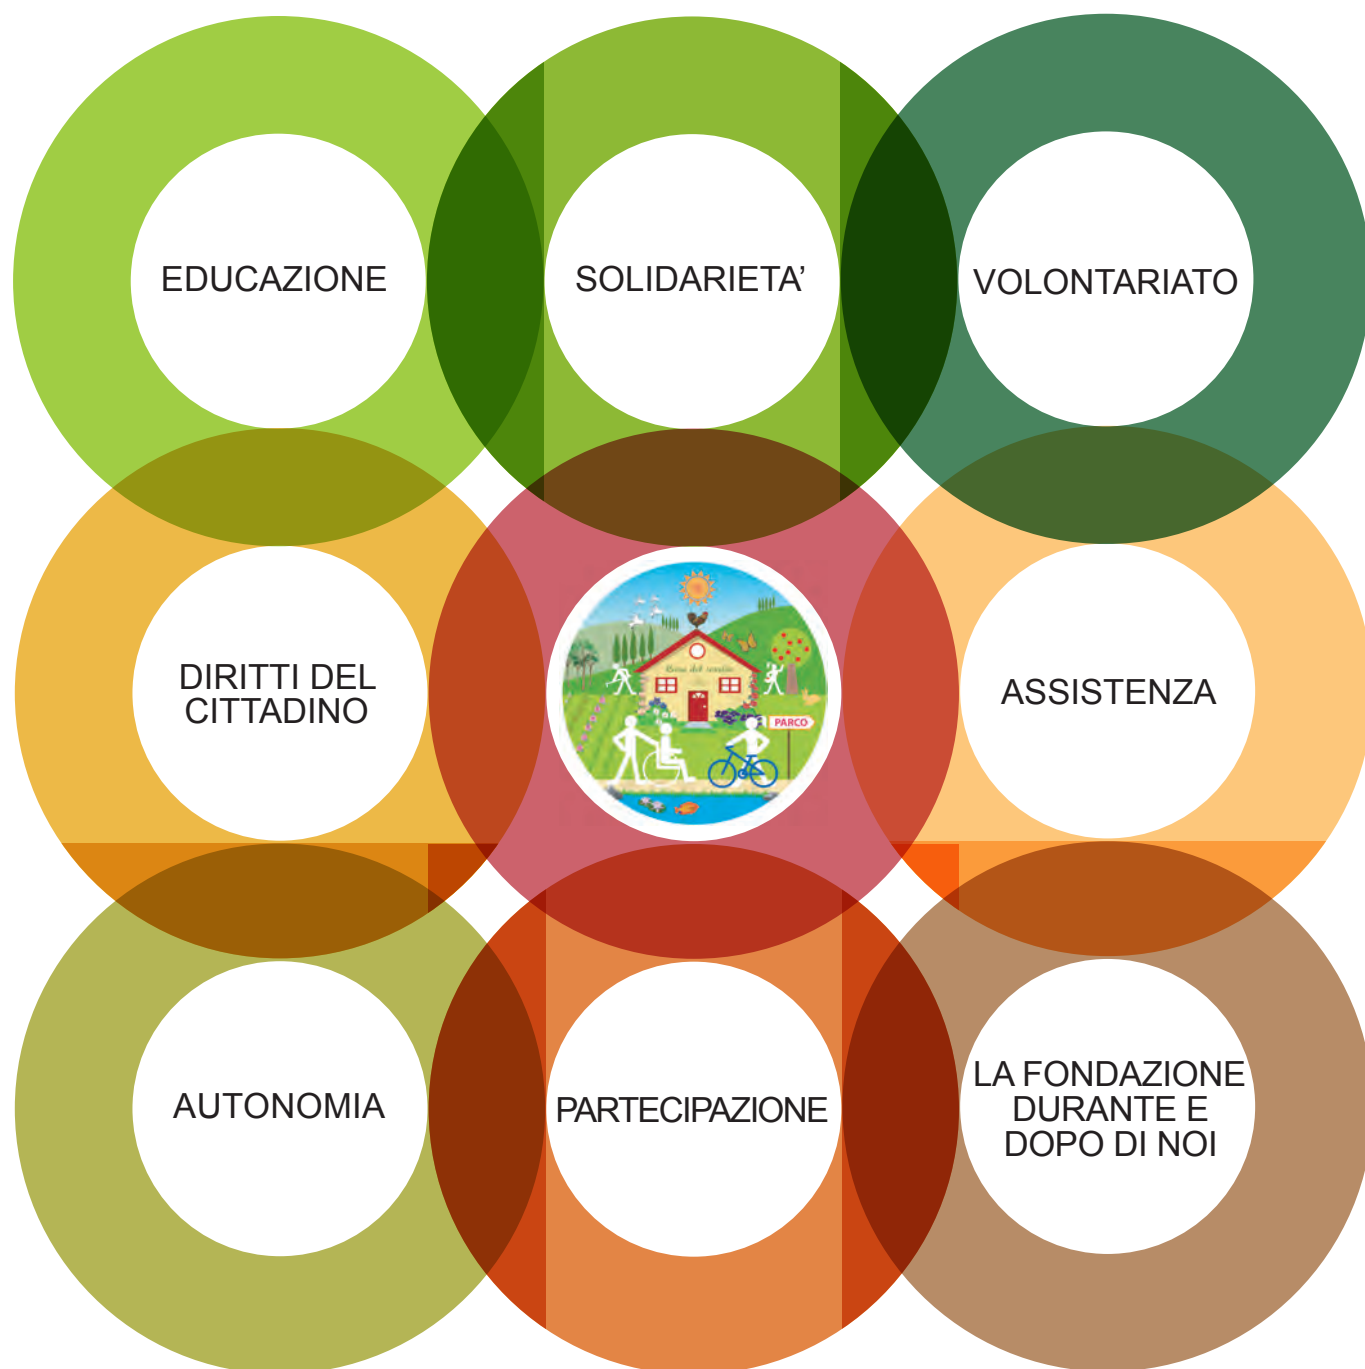 EDUCAZIONE
SOLIDARIETA’
VOLONTARIATO
DIRITTI DEL
CITTADINO
PARCO
ASSISTENZA
AUTONOMIA
PARTECIPAZIONE
LA FONDAZIONE
DURANTE E
DOPO DI NOI